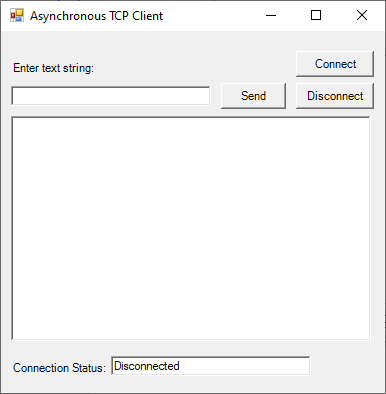 Asynchronous TCP Client
Connect
Enter text string:
Send
Disconnect
Connection Status:
Disconnected